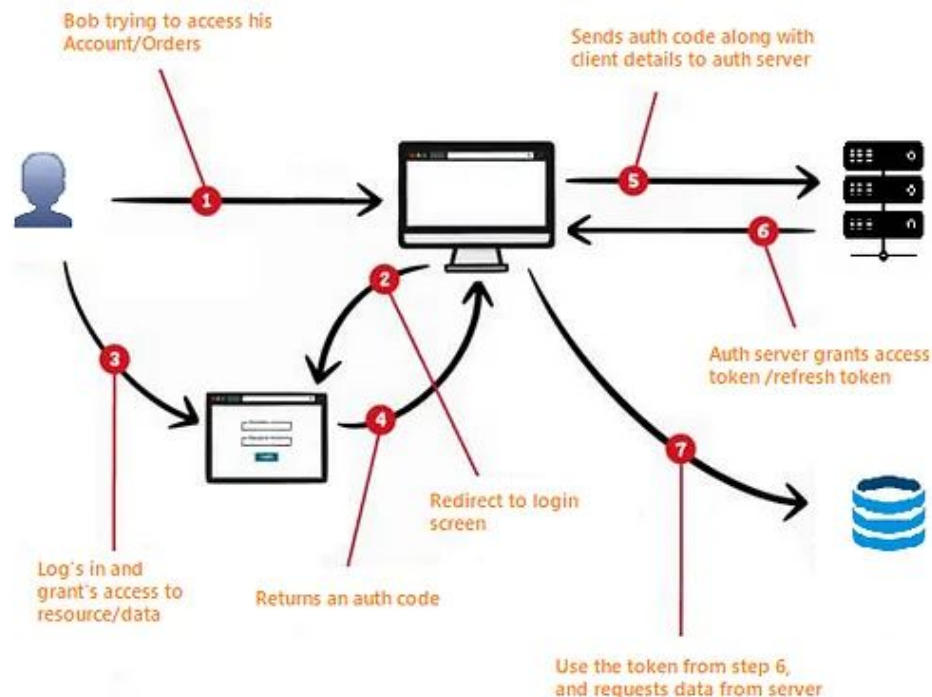 Bob trying to access his
Account/Orders
Sends auth code along with
client details to auth server
1
5
6
2
3
Auth server grants access
token /refresh token
4
7
Redirect to login
screen
Log's in and
grant's access to
resource/data
Returns an auth code
Use the token from step 6,
and requests data from server